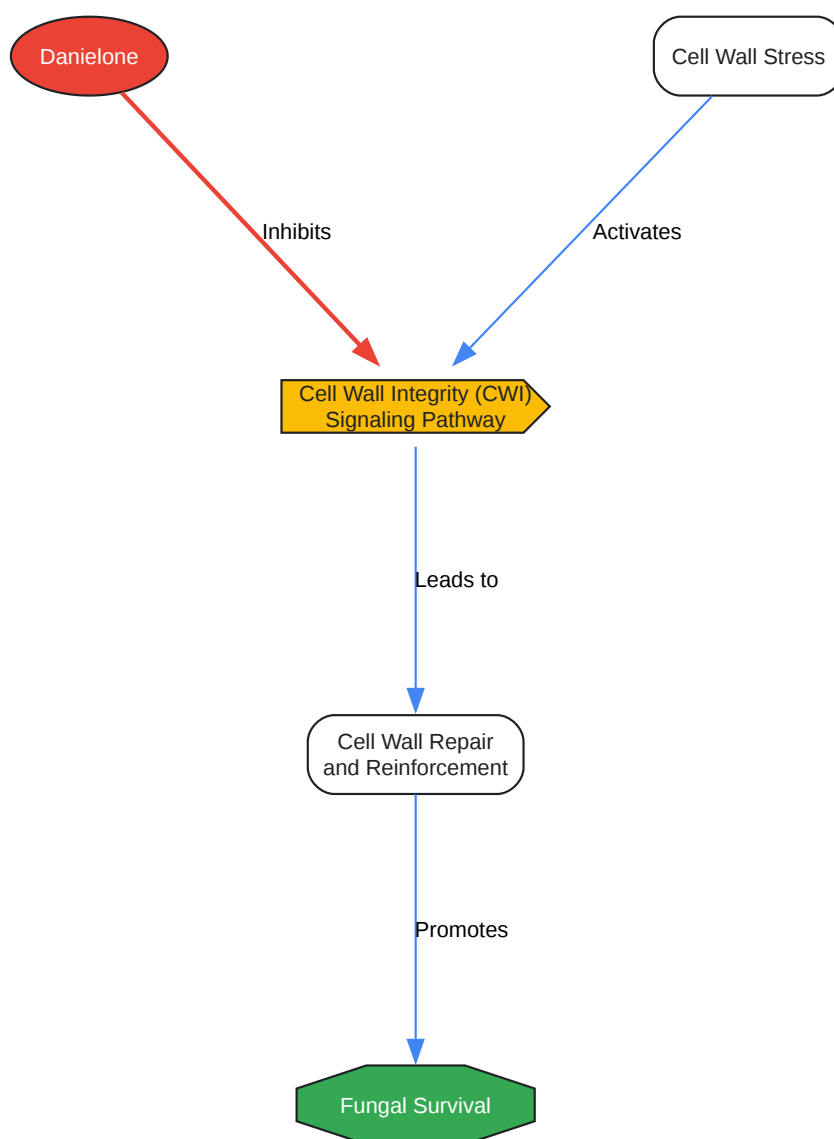 Danielone
Cell Wall Stress
Inhibits
Activates
Cell Wall Integrity (CWI)
Signaling Pathway
Leads to
Cell Wall Repair
and Reinforcement
Promotes
Fungal Survival